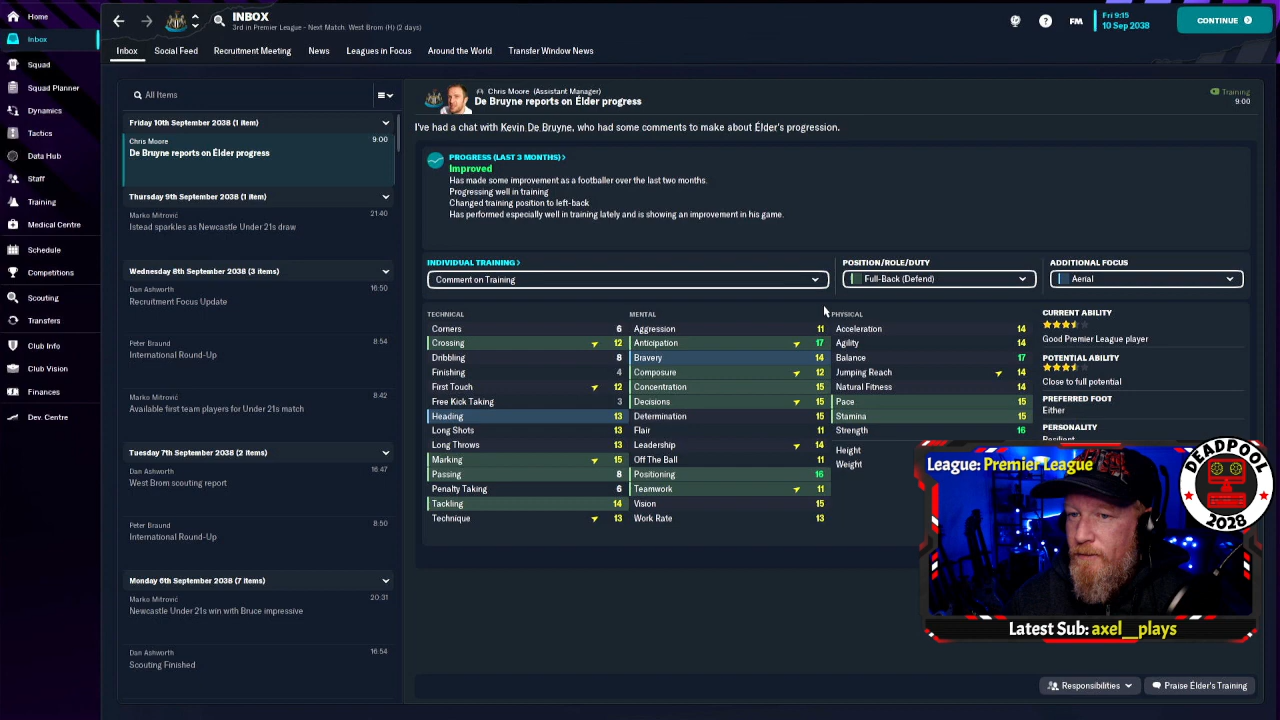 Home
INBOX
3rd in Premier League - Next Match: West Brom (H) (2 days)
FM
Fri 9:15
10 Sep 2038
CONTINUE
Inbox
Squad
Squad Planner
Dynamics
Tactics
Data Hub
Staff
Training
Medical Centre
Schedule
Competitions
Scouting
Transfers
Club Info
Club Vision
Finances
Dev. Centre
Inbox
Social Feed
Recruitment Meeting
News
Leagues in Focus
Around the World
Transfer Window News
All Items
Friday 10th September 2038 (1 item)
Chris Moore
9:00
De Bruyne reports on Élder progress
Thursday 9th September 2038 (1 item)
Marko Mitrović
21:40
Istead sparkles as Newcastle Under 21s draw
Wednesday 8th September 2038 (3 items)
Dan Ashworth
16:50
Recruitment Focus Update
Peter Braund
8:54
International Round-Up
Marko Mitrović
8:42
Available first team players for Under 21s match
Tuesday 7th September 2038 (2 items)
Dan Ashworth
16:47
West Brom scouting report
Peter Braund
8:50
International Round-Up
Monday 6th September 2038 (7 items)
Marko Mitrović
20:31
Newcastle Under 21s win with Bruce impressive
Dan Ashworth
16:54
Scouting Finished
Chris Moore (Assistant Manager)
De Bruyne reports on Élder progress
Training
9:00
I've had a chat with Kevin De Bruyne, who had some comments to make about Élder's progression.
PROGRESS (LAST 3 MONTHS)
Improved
Has made some improvement as a footballer over the last two months.
Progressing well in training
Changed training position to left-back
Has performed especially well in training lately and is showing an improvement in his game.
INDIVIDUAL TRAINING
Comment on Training
POSITION/ROLE/DUTY
Full-Back (Defend)
ADDITIONAL FOCUS
Aerial
TECHNICAL
Corners 6
Crossing 12
Dribbling 8
Finishing 4
First Touch 12
Free Kick Taking 3
Heading 13
Long Shots 13
Long Throws 13
Marking 15
Passing 8
Penalty Taking 6
Tackling 14
Technique 13
MENTAL
Aggression 11
Anticipation 17
Bravery 14
Composure 12
Concentration 15
Decisions 15
Determination 15
Flair 11
Leadership 14
Off The Ball 11
Positioning 16
Teamwork 11
Vision 15
Work Rate 13
PHYSICAL
Acceleration 14
Agility 14
Balance 17
Jumping Reach 14
Natural Fitness 14
Pace 15
Stamina 15
Strength 16
Height
Weight
CURRENT ABILITY
Good Premier League player
POTENTIAL ABILITY
Close to full potential
PREFERRED FOOT
Either
PERSONALITY
Resilient
League: Premier League
DEADPOOL
2028
Latest Sub: axel__plays
Responsibilities
Praise Élder's Training